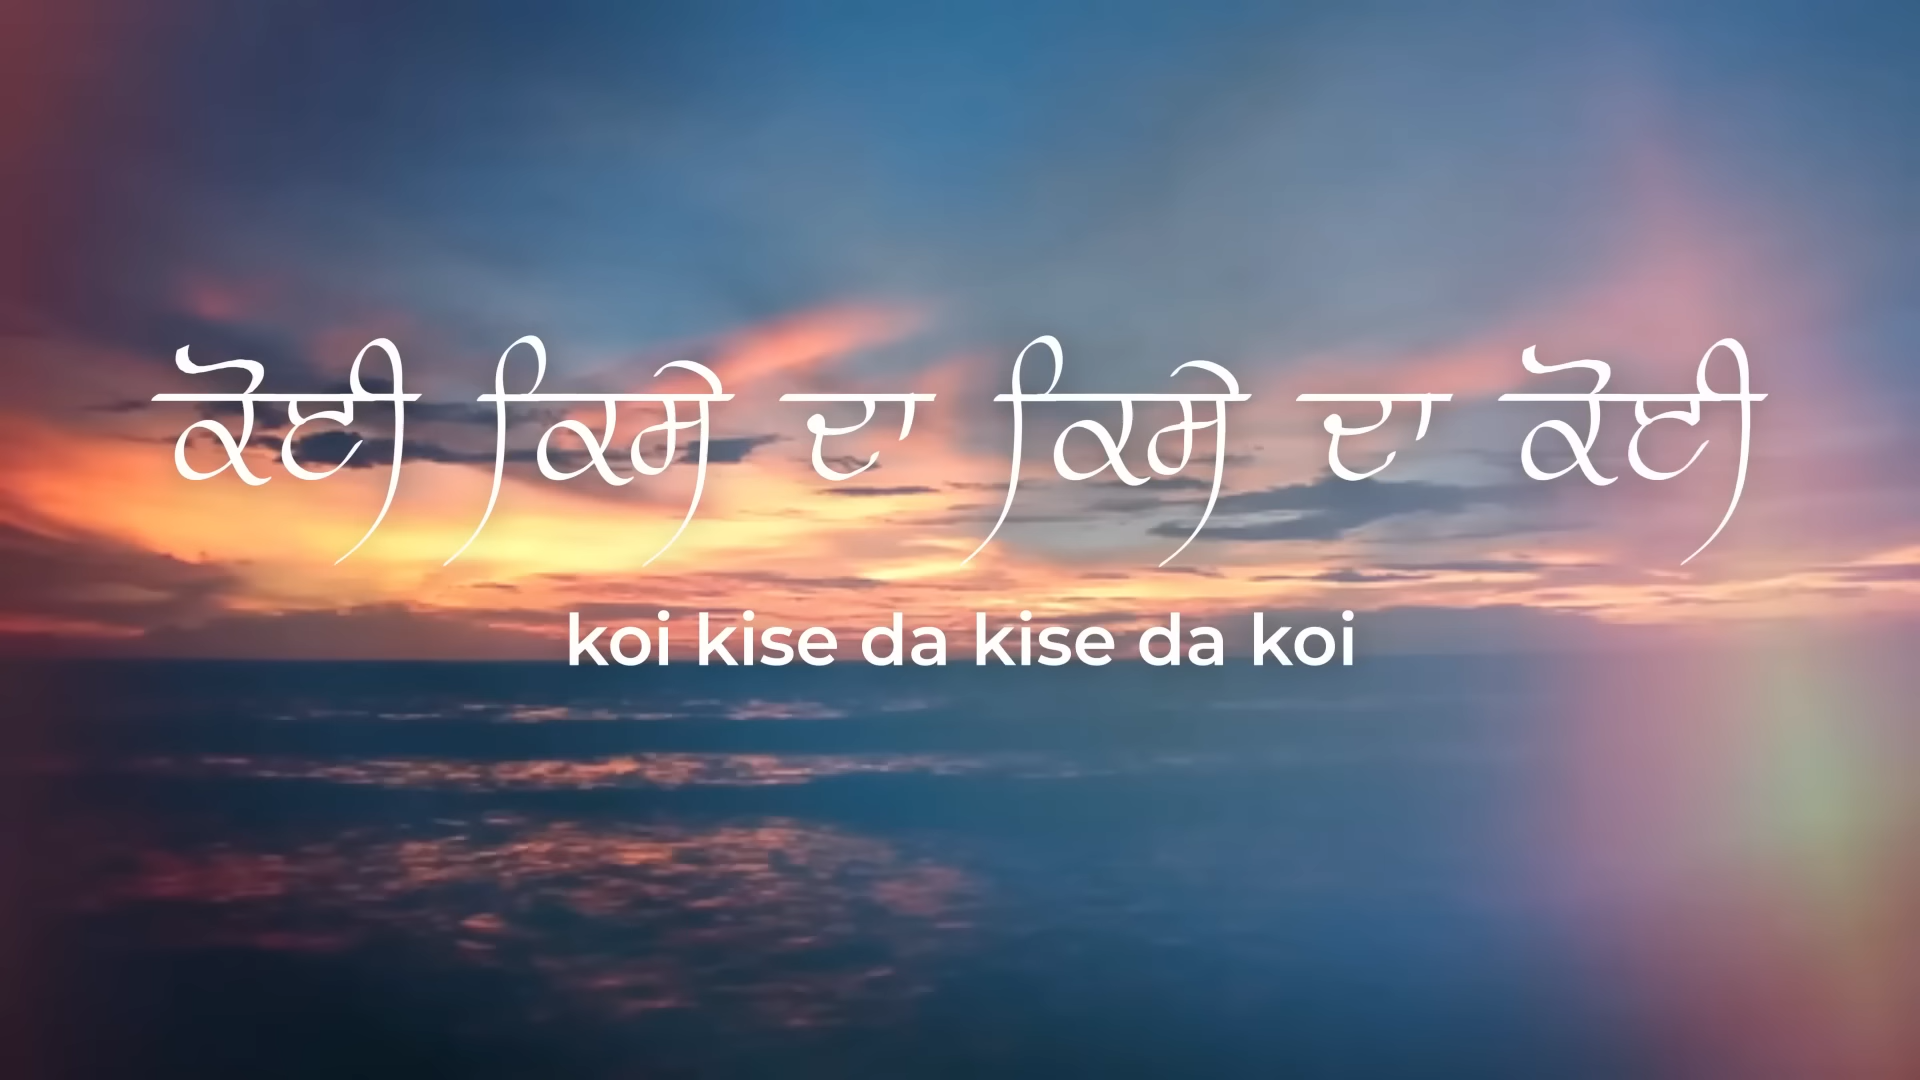 ਕੋਈ ਕਿਸੇ ਦਾ ਕਿਸੇ ਦਾ ਕੋਈ
koi kise da kise da koi